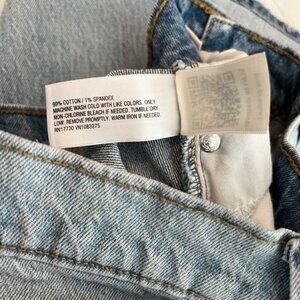 99% COTTON / 1% SPANDEX
MACHINE WASH COLD WITH LIKE COLORS. ONLY
NON-CHLORINE BLEACH IF NEEDED. TUMBLE DRY
LOW. REMOVE PROMPTLY. WARM IRON IF NEEDED.
RN17730 VN1083275